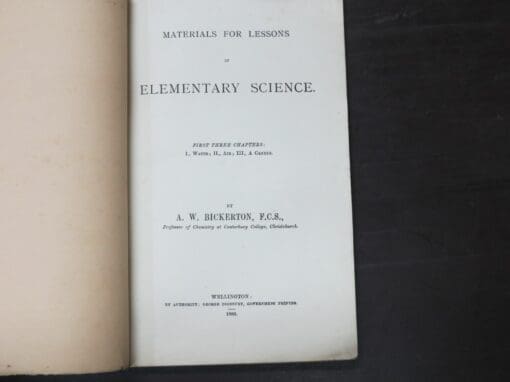 MATERIALS FOR LESSONS
IN
ELEMENTARY SCIENCE.
FIRST THREE CHAPTERS:
I., WATER; II., AIR; III., A CANDLE.
BY
A. W. BICKERTON, F.C.S.,
Professor of Chemistry at Canterbury College, Christchurch.
WELLINGTON:
BY AUTHORITY: GEORGE DIDSBURY, GOVERNMENT PRINTER.